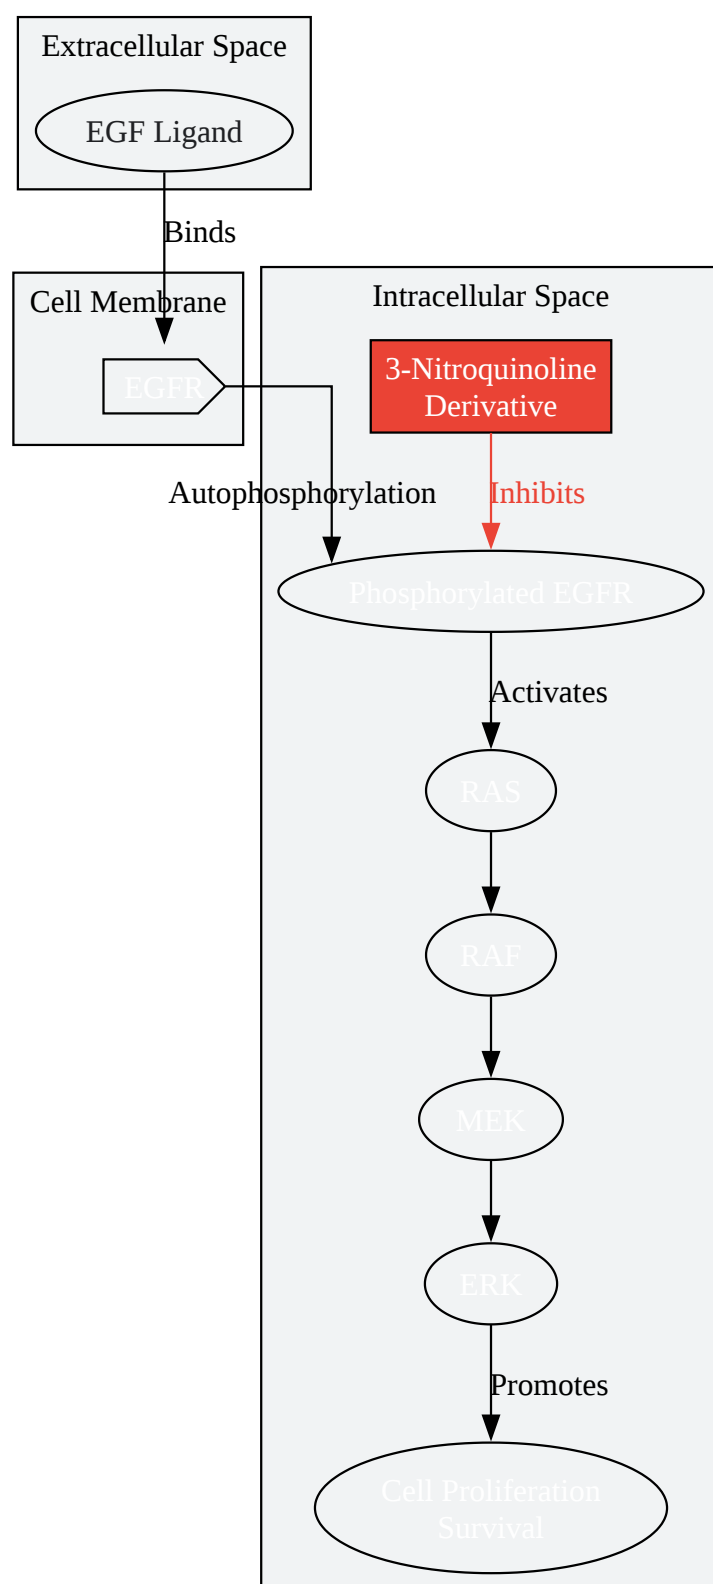 Extracellular Space
EGF Ligand
Binds
Cell Membrane
EGFR
Intracellular Space
3-Nitroquinoline
Derivative
Autophosphorylation
Inhibits
Phosphorylated EGFR
Activates
RAS
RAF
MEK
ERK
Promotes
Cell Proliferation
Survival